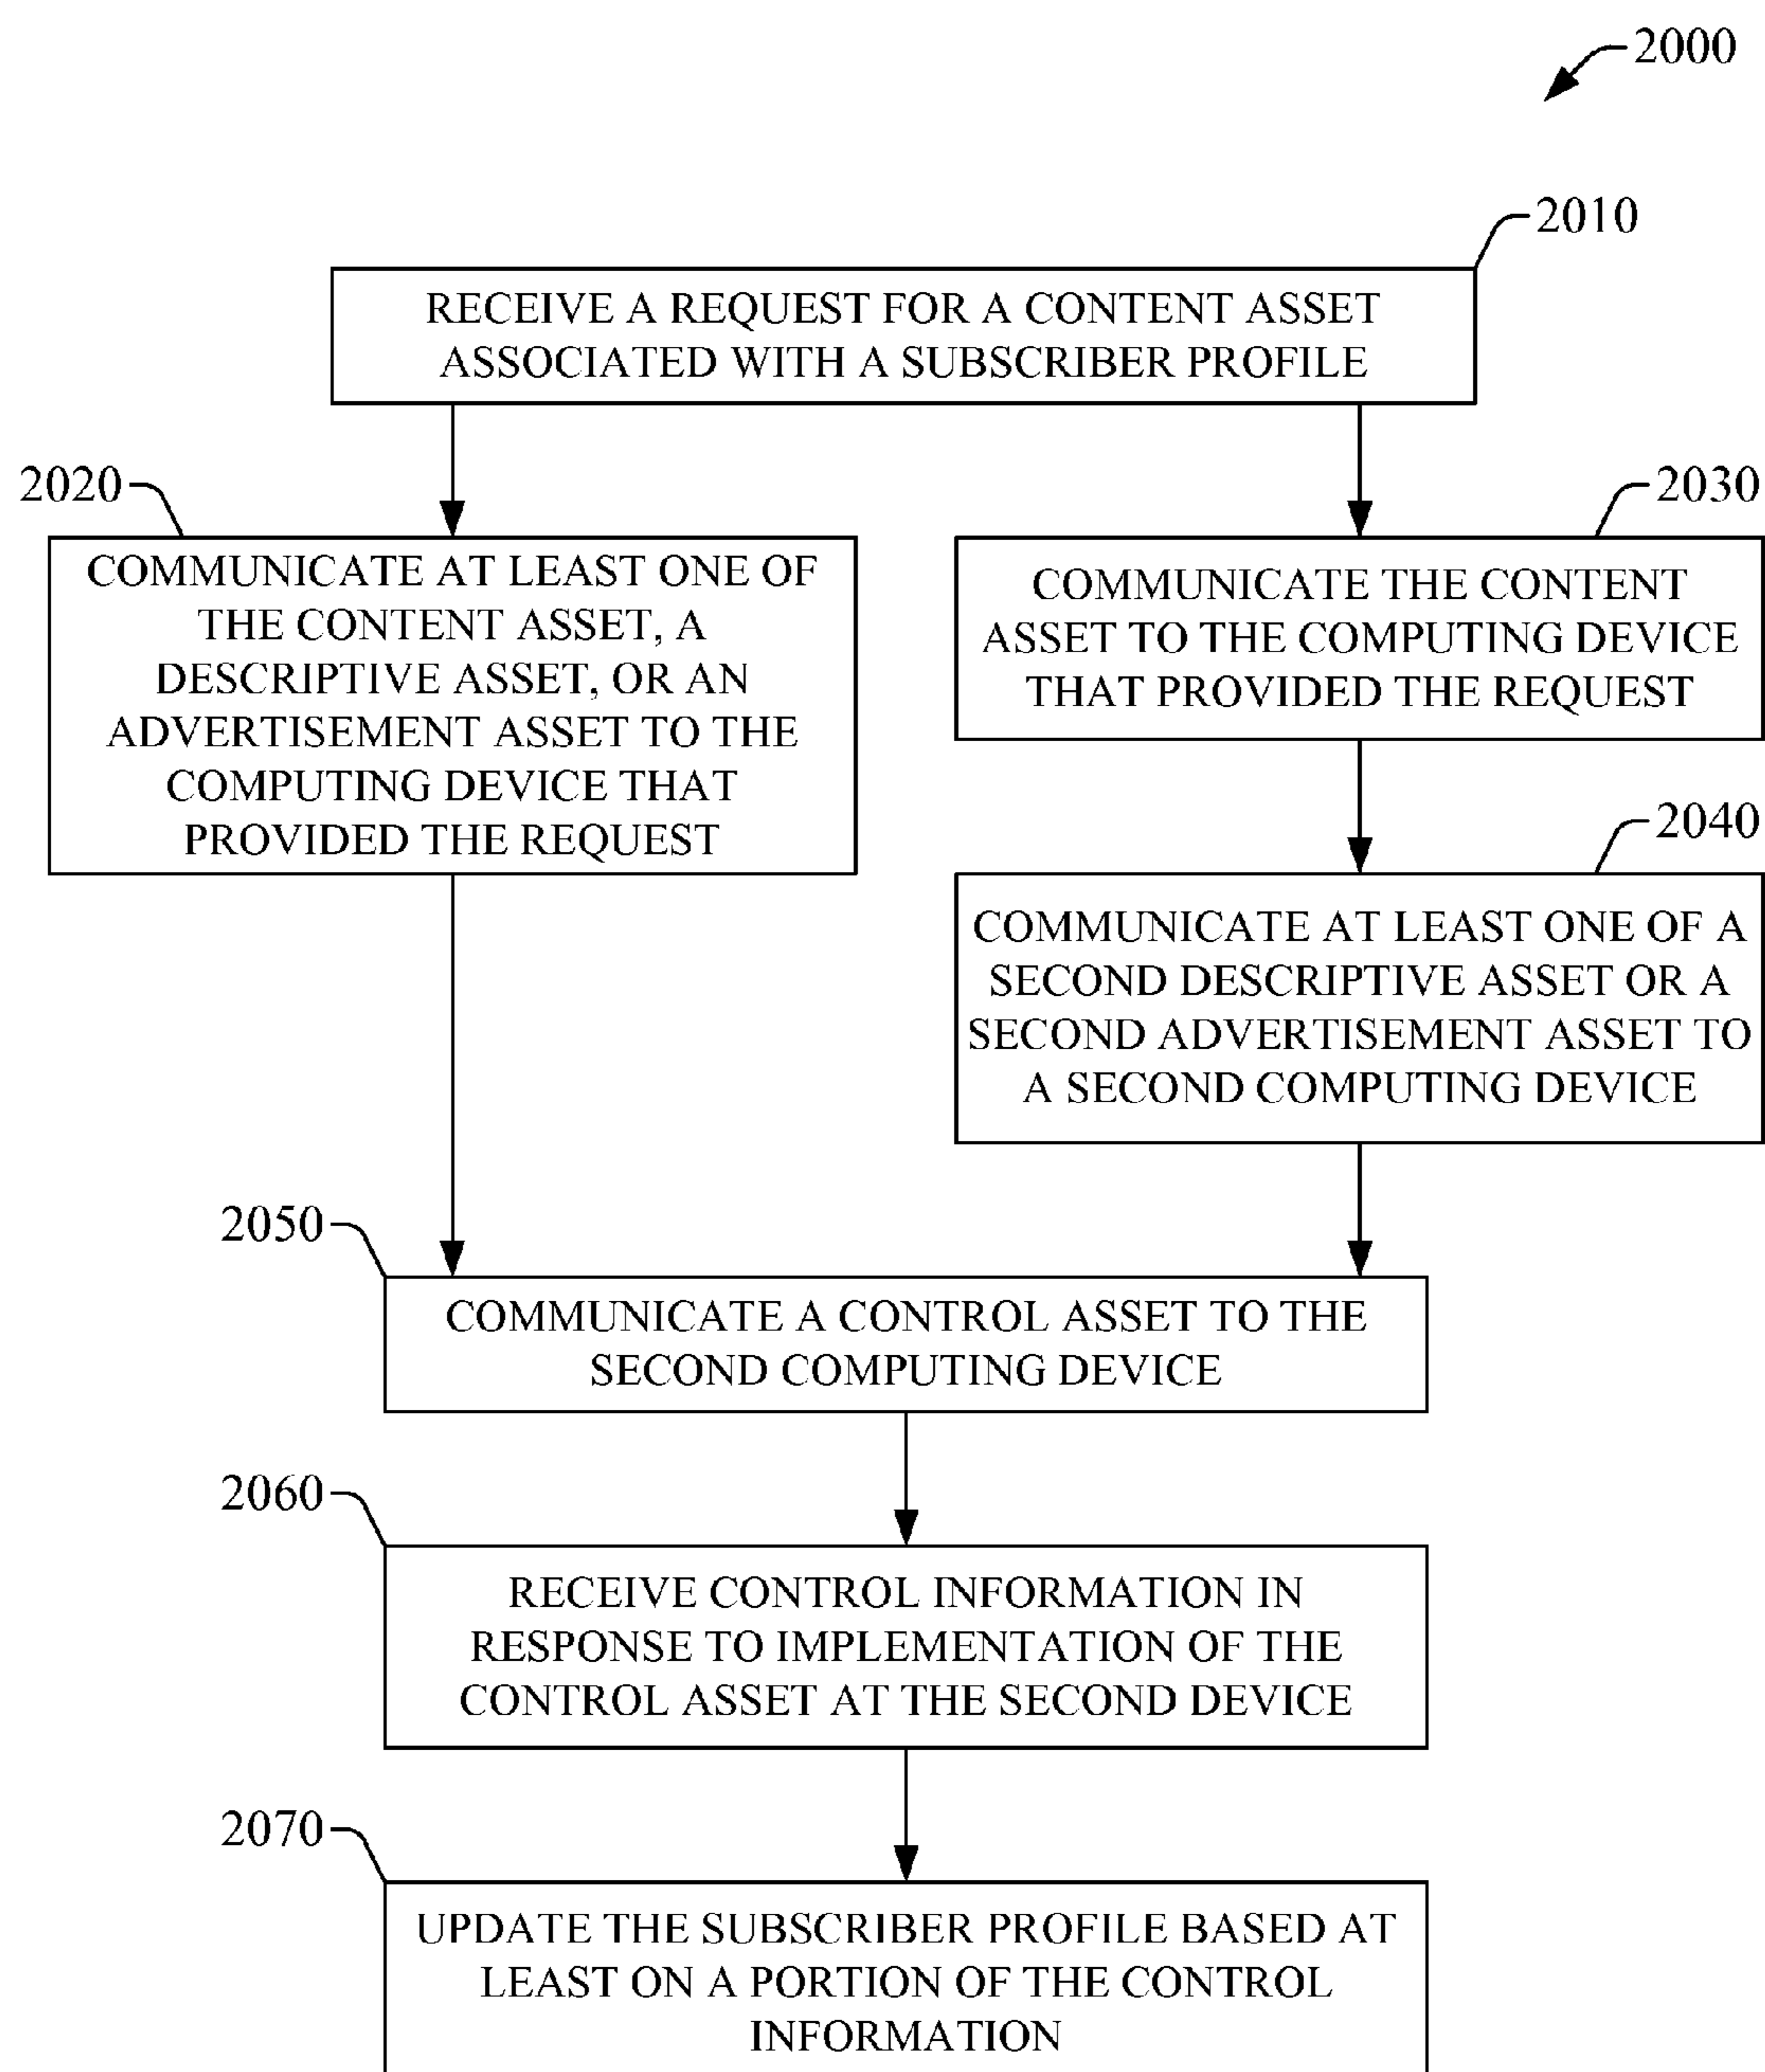 2000
2010
RECEIVE A REQUEST FOR A CONTENT ASSET
ASSOCIATED WITH A SUBSCRIBER PROFILE
2020
COMMUNICATE AT LEAST ONE OF
THE CONTENT ASSET, A
DESCRIPTIVE ASSET, OR AN
ADVERTISEMENT ASSET TO THE
COMPUTING DEVICE THAT
PROVIDED THE REQUEST
2030
COMMUNICATE THE CONTENT
ASSET TO THE COMPUTING DEVICE
THAT PROVIDED THE REQUEST
2040
COMMUNICATE AT LEAST ONE OF A
SECOND DESCRIPTIVE ASSET OR A
SECOND ADVERTISEMENT ASSET TO
A SECOND COMPUTING DEVICE
2050
COMMUNICATE A CONTROL ASSET TO THE
SECOND COMPUTING DEVICE
2060
RECEIVE CONTROL INFORMATION IN
RESPONSE TO IMPLEMENTATION OF THE
CONTROL ASSET AT THE SECOND DEVICE
2070
UPDATE THE SUBSCRIBER PROFILE BASED AT
LEAST ON A PORTION OF THE CONTROL
INFORMATION